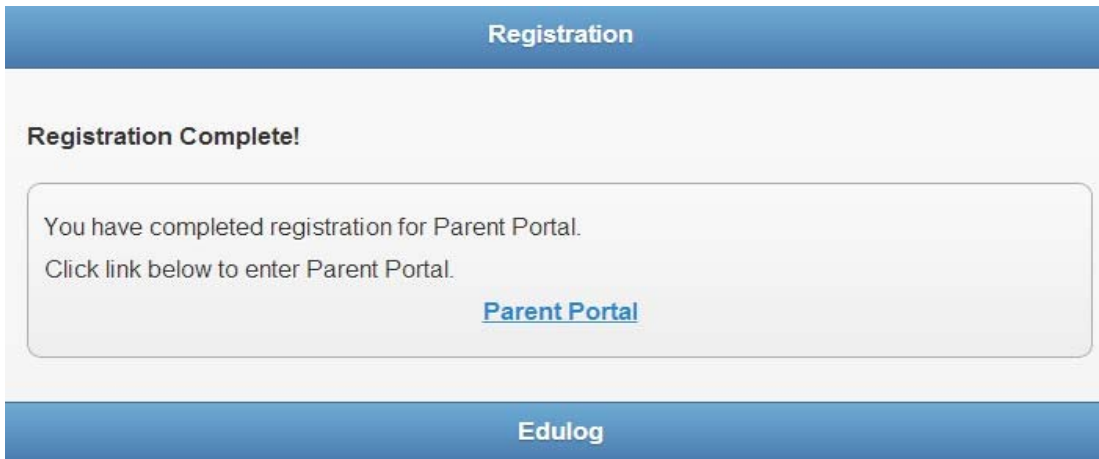 Registration
Registration Complete!
You have completed registration for Parent Portal.
Click link below to enter Parent Portal.
Parent Portal
Edulog